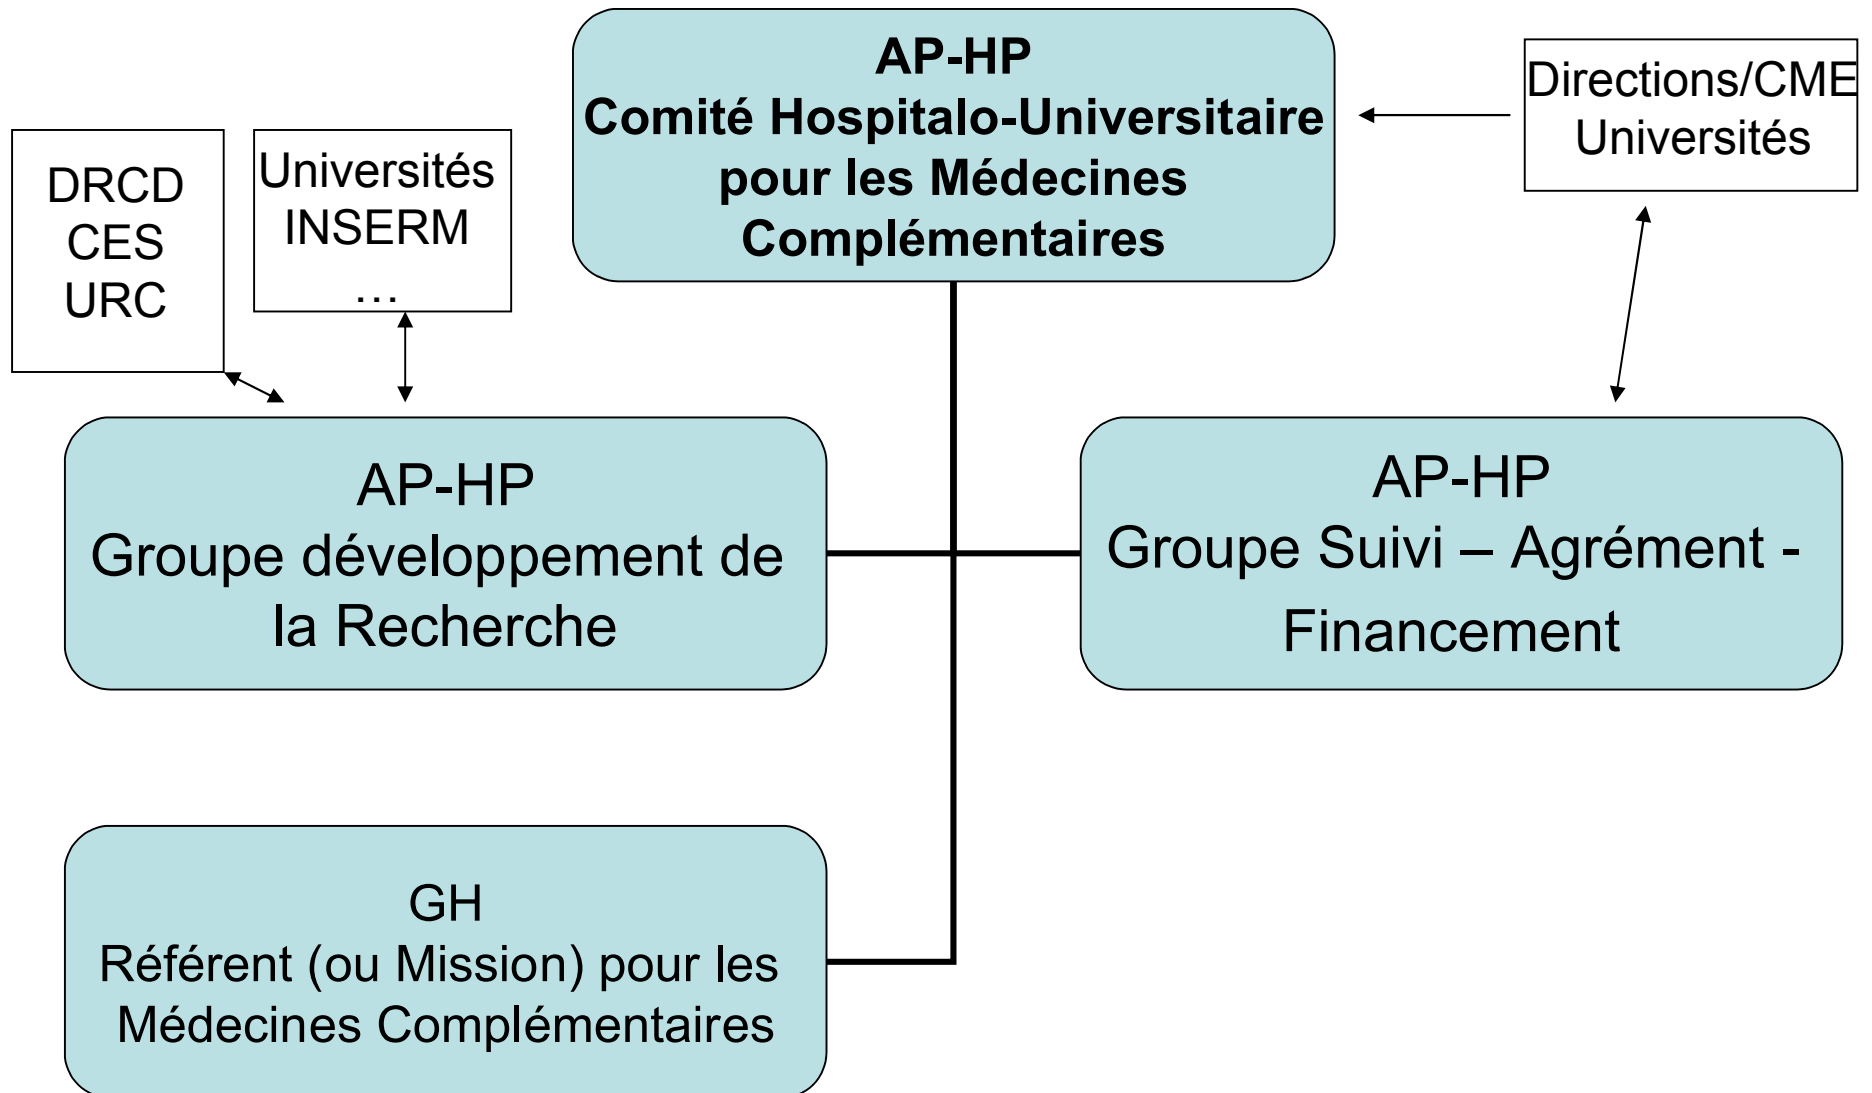 AP-HP
Comité Hospitalo-Universitaire
pour les Médecines
Complémentaires
Directions/CME
Universités
DRCD
CES
URC
Universités
INSERM
…
AP-HP
Groupe développement de
la Recherche
AP-HP
Groupe Suivi – Agrément -
Financement
GH
Référent (ou Mission) pour les
Médecines Complémentaires